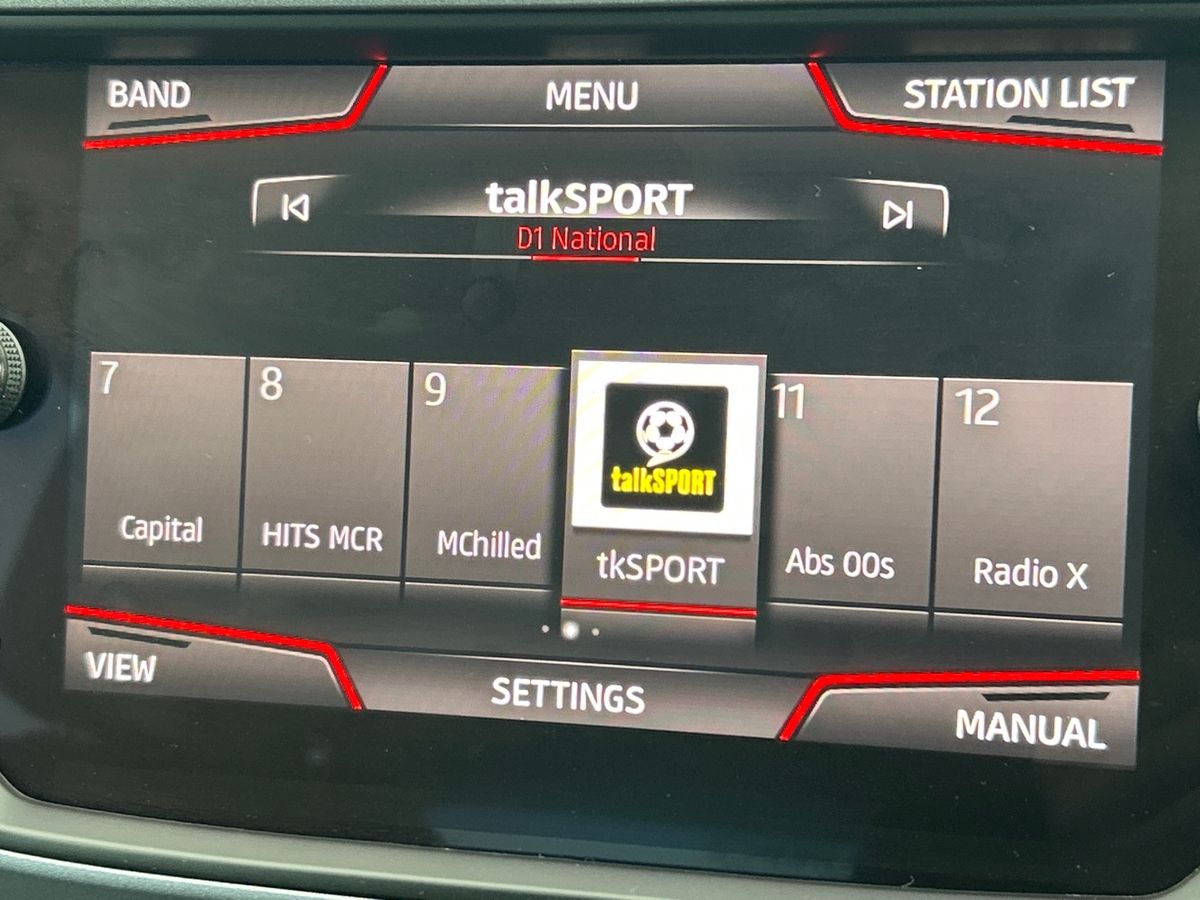 BAND
MENU
STATION LIST
talkSPORT
D1 National
7
8
9
11
12
talkSPORT
Capital
HITS MCR
MChilled
tkSPORT
Abs 00s
Radio X
VIEW
SETTINGS
MANUAL